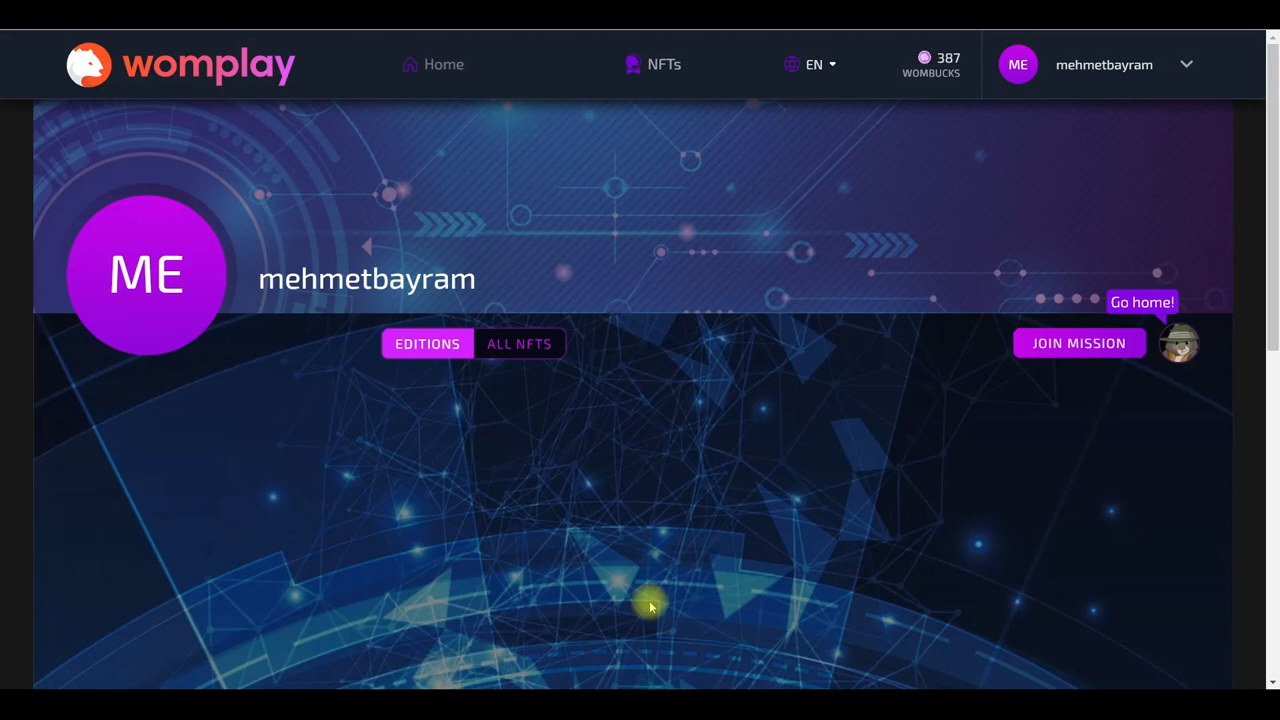 womplay
Home
NFTs
EN
387
WOMBUCKS
ME
mehmetbayram
ME
mehmetbayram
Go home!
EDITIONS
ALL NFTS
JOIN MISSION